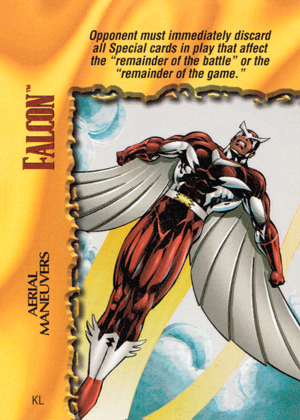 Opponent must immediately discard
all Special cards in play that affect
the “remainder of the battle” or the
“remainder of the game.”
FALCON™
AERIAL
MANEUVERS
KL